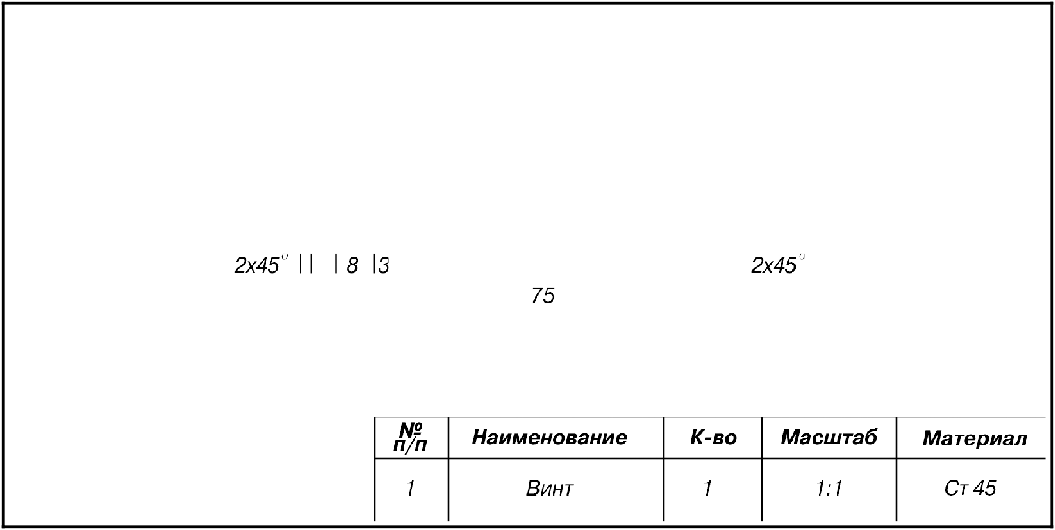 2x45° 8 3 2x45°
75
№ п/п Наименование К-во Масштаб Материал
1 Винт 1 1:1 Ст 45